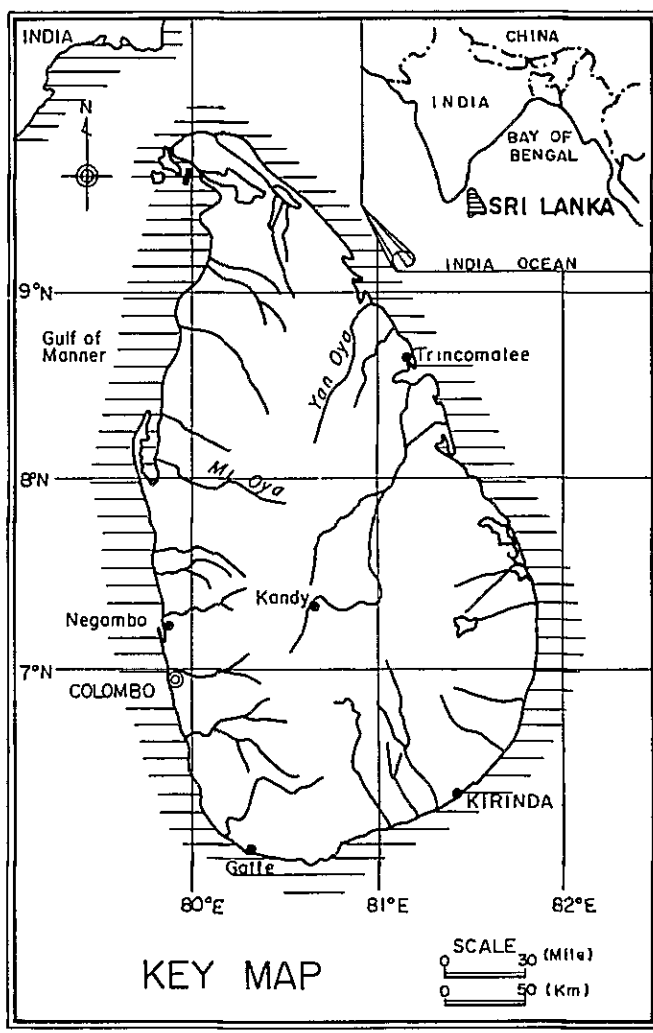 INDIA
N
CHINA
INDIA
BAY OF
BENGAL
SRI LANKA
INDIA OCEAN
9°N
Gulf of
Manner
Yan Oya
Trincomalee
8°N
Mi Oya
Kandy
Negambo
7°N
COLOMBO
KIRINDA
Galle
80°E
81°E
82°E
KEY MAP
SCALE
0 30 (Mile)
0 50 (Km)